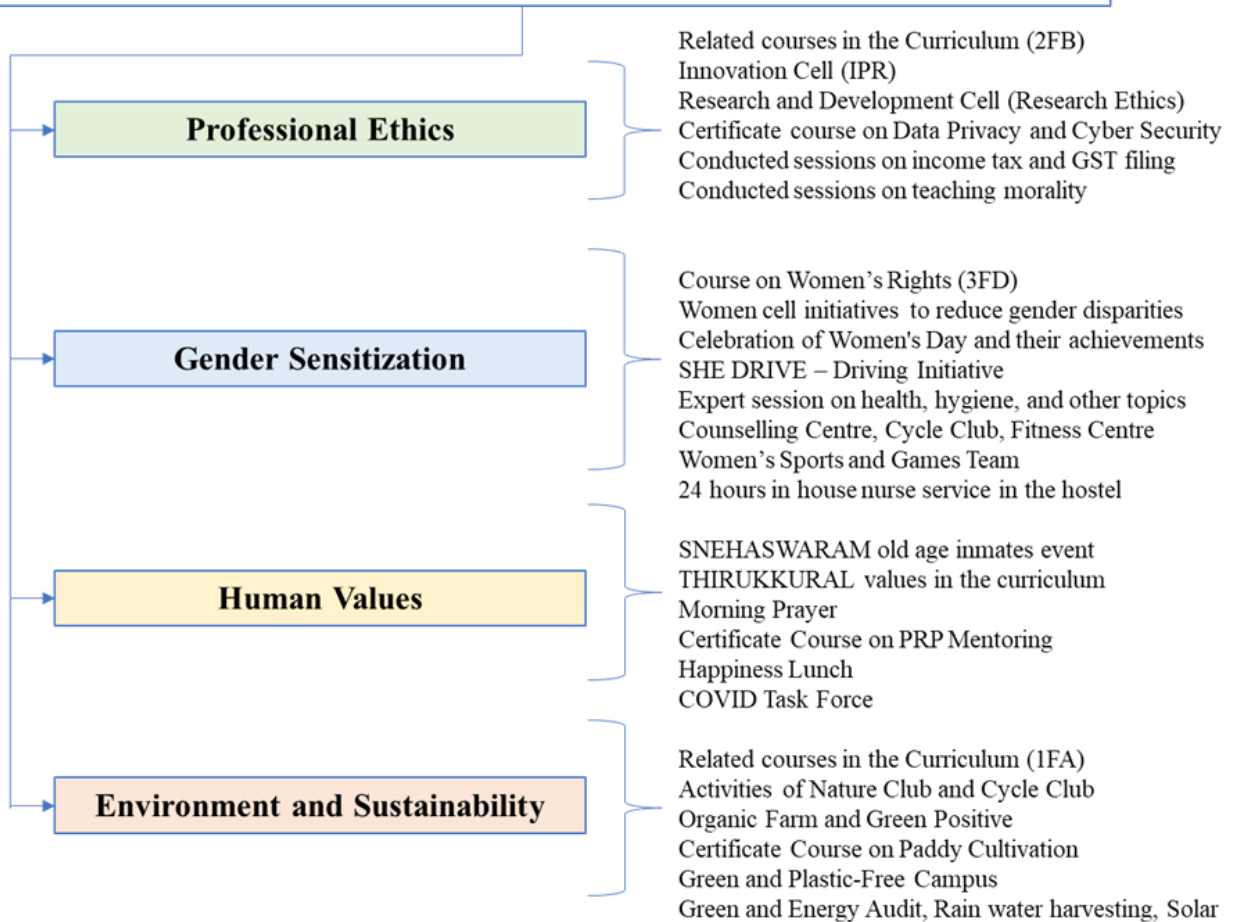 Related courses in the Curriculum (2FB)
Innovation Cell (IPR)
Research and Development Cell (Research Ethics)
Professional Ethics
Certificate course on Data Privacy and Cyber Security
Conducted sessions on income tax and GST filing
Conducted sessions on teaching morality
Course on Women's Rights (3FD)
Women cell initiatives to reduce gender disparities
Celebration of Women's Day and their achievements
Gender Sensitization
SHE DRIVE – Driving Initiative
Expert session on health, hygiene, and other topics
Counselling Centre, Cycle Club, Fitness Centre
Women's Sports and Games Team
24 hours in house nurse service in the hostel
SNEHASWARAM old age inmates event
THIRUKKURAL values in the curriculum
Human Values
Morning Prayer
Certificate Course on PRP Mentoring
Happiness Lunch
COVID Task Force
Related courses in the Curriculum (1FA)
Activities of Nature Club and Cycle Club
Environment and Sustainability
Organic Farm and Green Positive
Certificate Course on Paddy Cultivation
Green and Plastic-Free Campus
Green and Energy Audit, Rain water harvesting, Solar